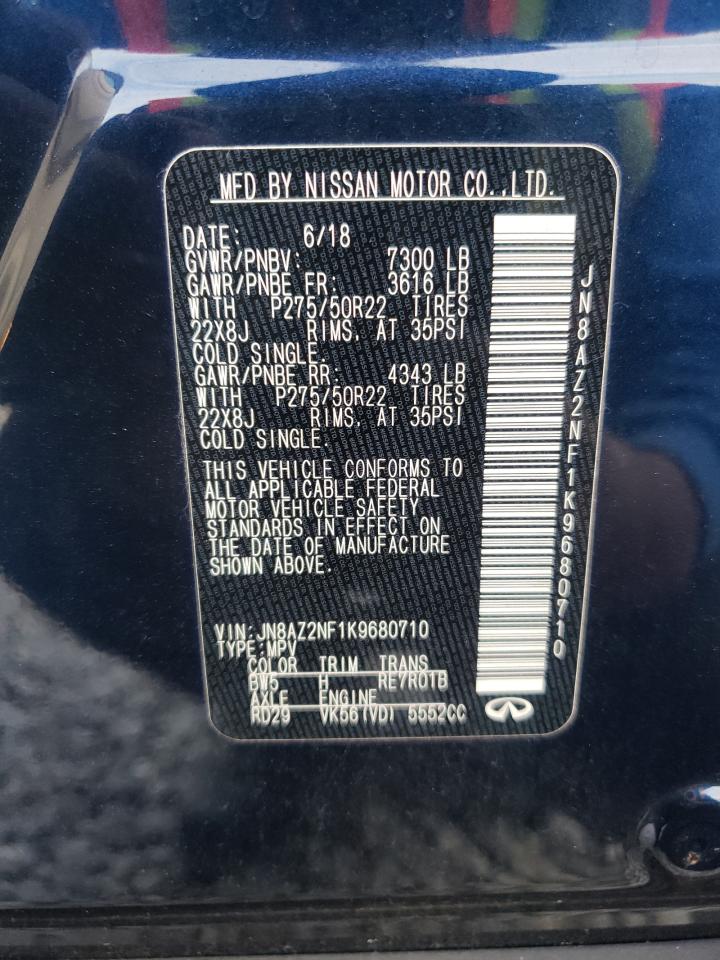 MFD BY NISSAN MOTOR CO.,LTD.
DATE: 6/18
GVWR/PNBV: 7300 LB
GAWR/PNBE FR: 3616 LB
WITH P275/50R22 TIRES
22X8J RIMS, AT 35PSI
COLD SINGLE.
GAWR/PNBE RR: 4343 LB
WITH P275/50R22 TIRES
22X8J RIMS, AT 35PSI
COLD SINGLE.
THIS VEHICLE CONFORMS TO
ALL APPLICABLE FEDERAL
MOTOR VEHICLE SAFETY
STANDARDS IN EFFECT ON
THE DATE OF MANUFACTURE
SHOWN ABOVE.
VIN:JN8AZ2NF1K9680710
TYPE:MPV
COLOR TRIM TRANS
BW5 H RE7R01B
AXLE ENGINE
RD29 VK56(VD) 5552CC
JN8AZ2NF1K9680710